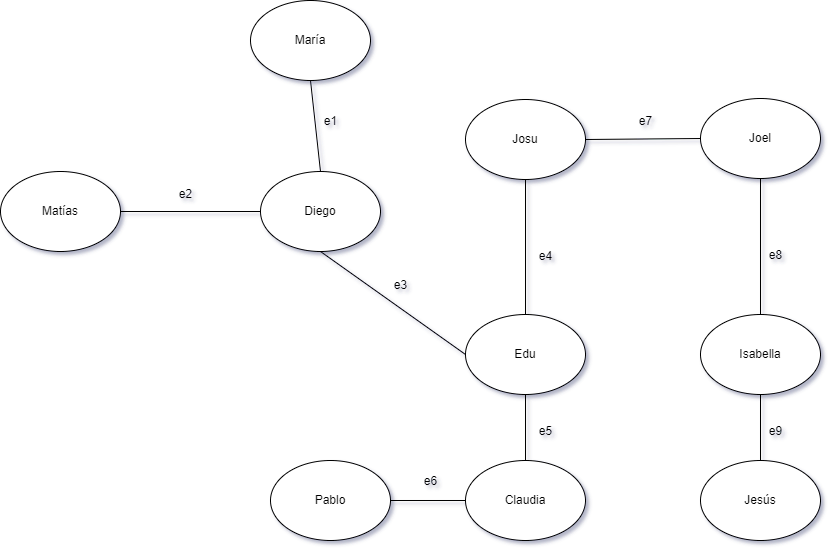 María
e1
Josu
e7
Joel
Matías
e2
Diego
e3
e4
e8
Edu
Isabella
e5
e9
Pablo
e6
Claudia
Jesús